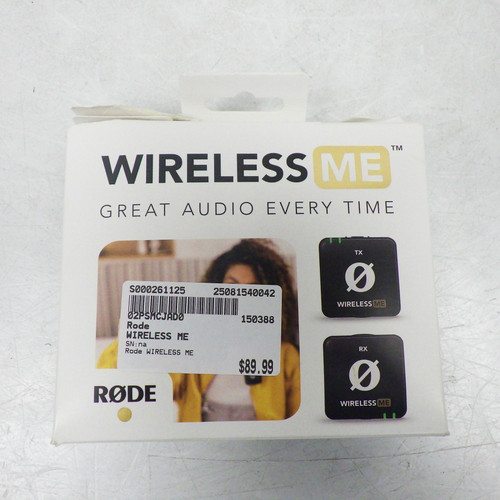 WIRELESS ME™
GREAT AUDIO EVERY TIME
S000261125 25081540042
02PSMCJAD0 150388
Rode
WIRELESS ME
SN:na
Rode WIRELESS ME
$89.99
RØDE
TX
WIRELESS ME
RX
WIRELESS ME